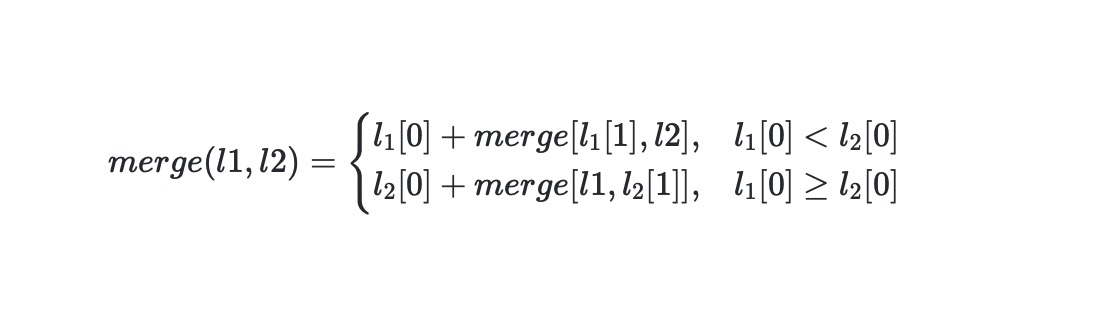 merge(l1, l2) = { l₁[0] + merge[l₁[1], l2], l₁[0] < l₂[0]
l₂[0] + merge[l1, l₂[1]], l₁[0] ≥ l₂[0]